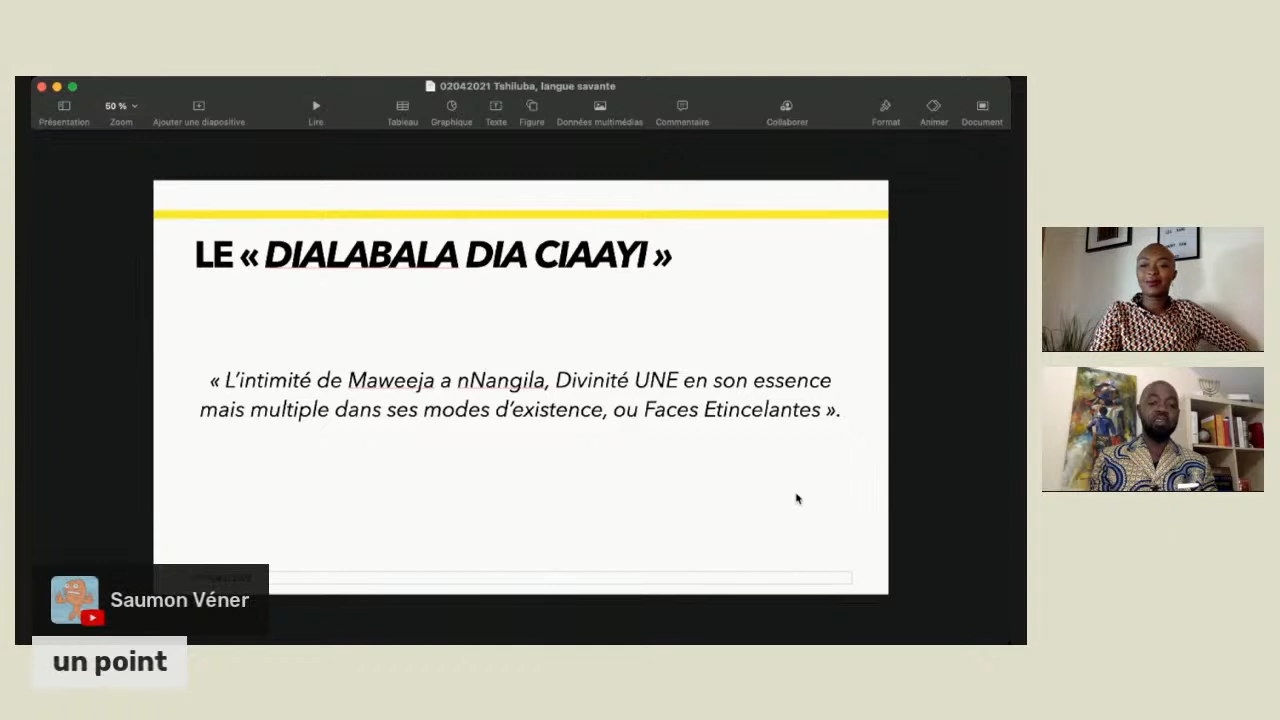 02042021 Tshiluba, langue savante
50 %
Présentation Zoom Ajouter une diapositive Lire Tableau Graphique Texte Figure Données multimédias Commentaire Collaborer Format Animer Document
LE « DIALABALA DIA CIAAYI »
« L’intimité de Maweeja a nNangila, Divinité UNE en son essence
mais multiple dans ses modes d’existence, ou Faces Etincelantes ».
Saumon Véner
un point